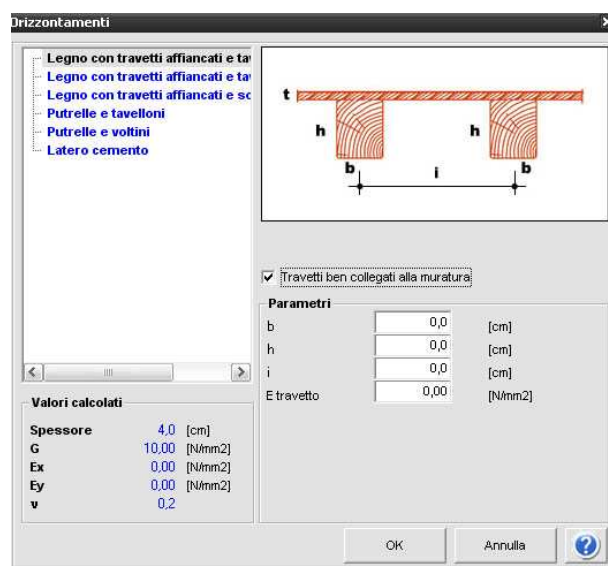 Orizzontamenti
Legno con travetti affiancati e ta
Legno con travetti affiancati e ta
Legno con travetti affiancati e sc
Putrelle e tavelloni
Putrelle e voltini
Latero cemento
t
h h
b i b
Travetti ben collegati alla muratura
Parametri
b 0,0 [cm]
h 0,0 [cm]
i 0,0 [cm]
E travetto 0,00 [N/mm2]
Valori calcolati
Spessore 4,0 [cm]
G 10,00 [N/mm2]
Ex 0,00 [N/mm2]
Ey 0,00 [N/mm2]
ν 0.2
OK Annulla ?